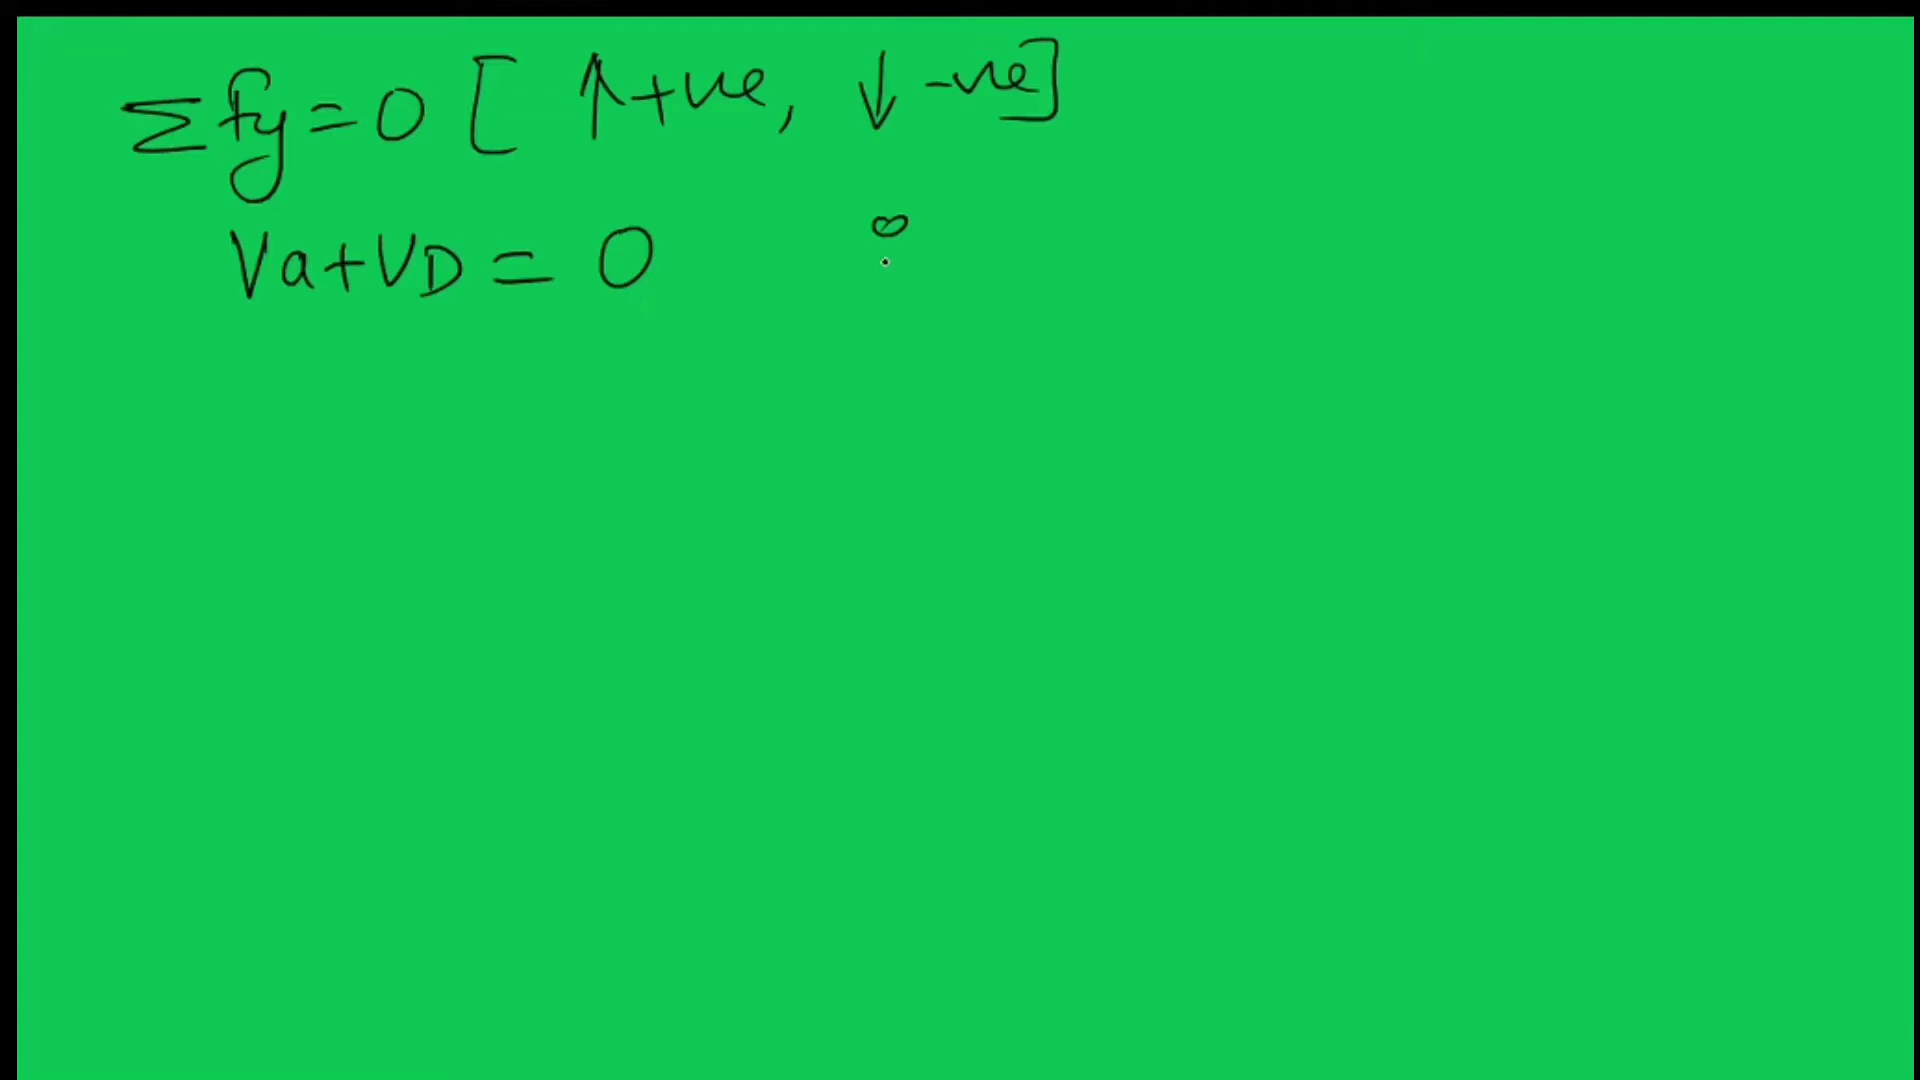 Σfy=0 [ ↑+ve, ↓-ve]
Va+VD = 0